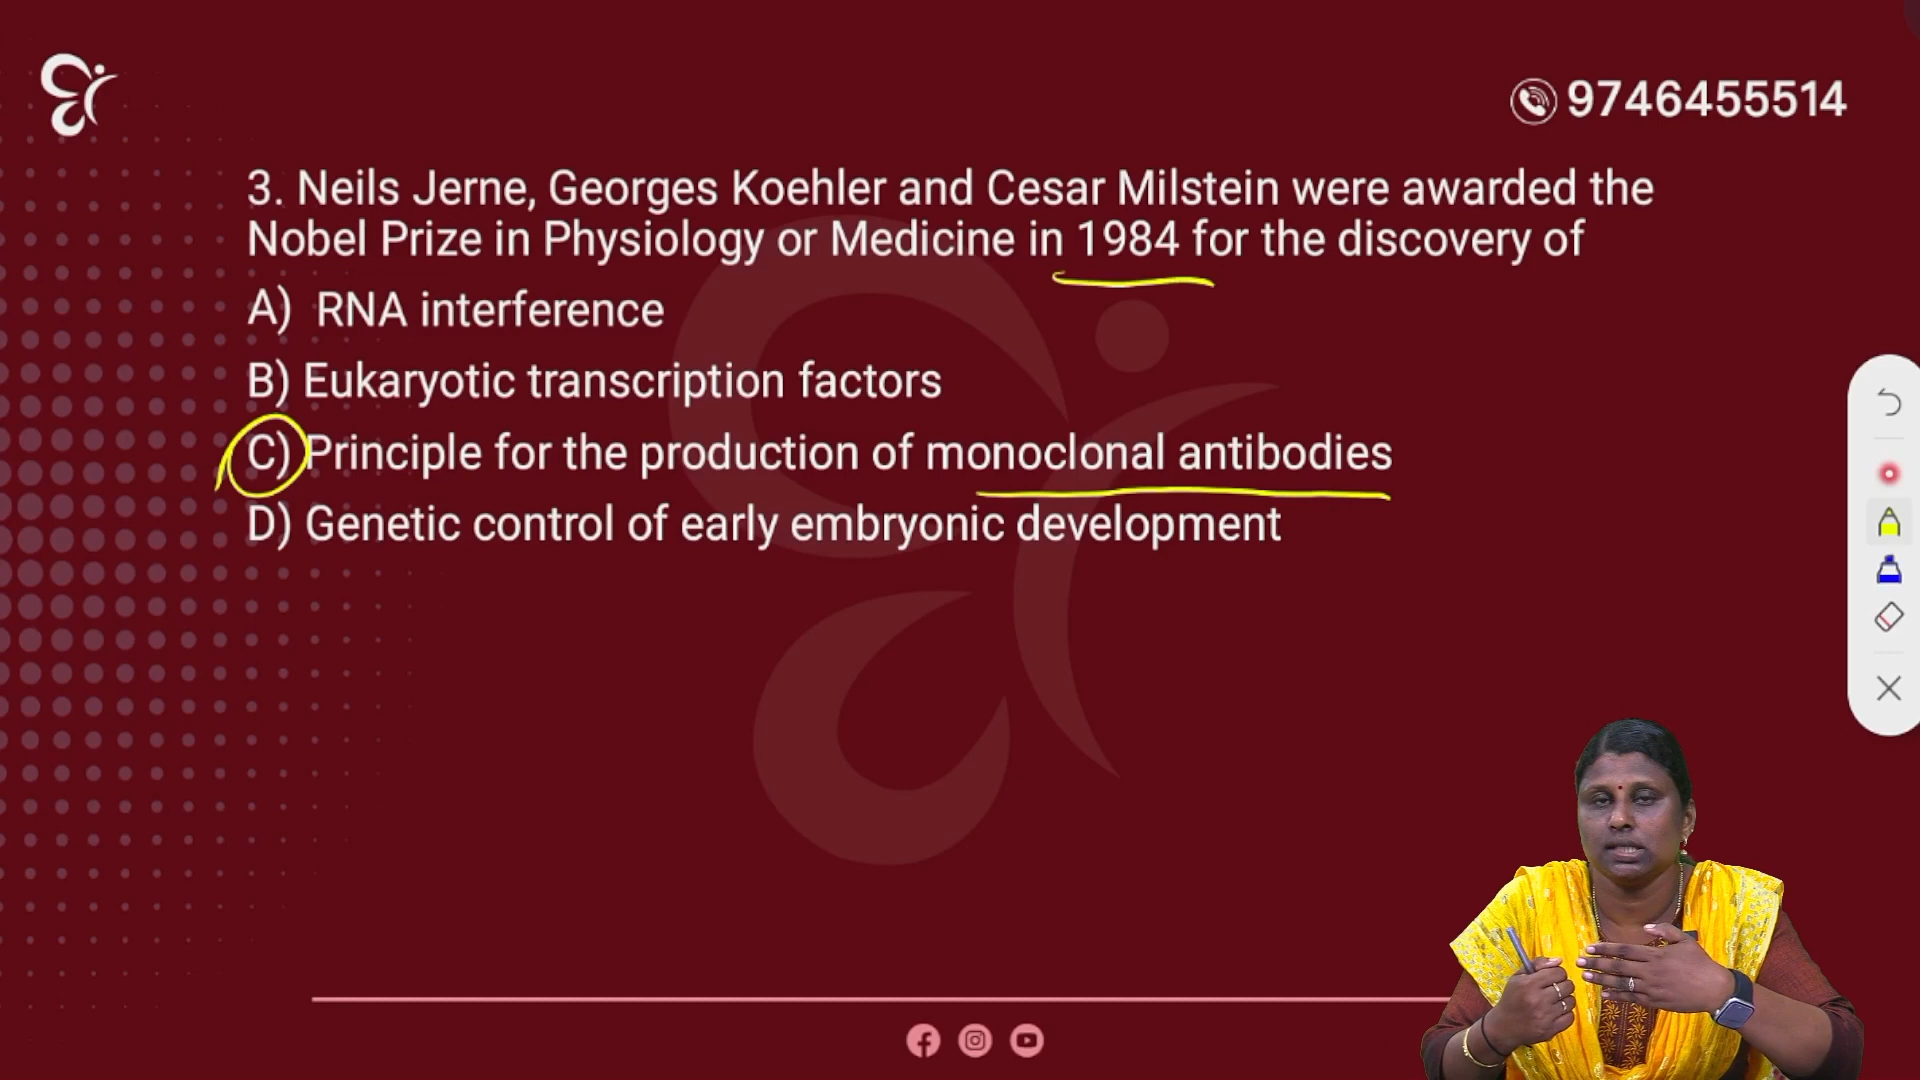 9746455514
3. Neils Jerne, Georges Koehler and Cesar Milstein were awarded the
Nobel Prize in Physiology or Medicine in 1984 for the discovery of
A) RNA interference
B) Eukaryotic transcription factors
C) Principle for the production of monoclonal antibodies
D) Genetic control of early embryonic development